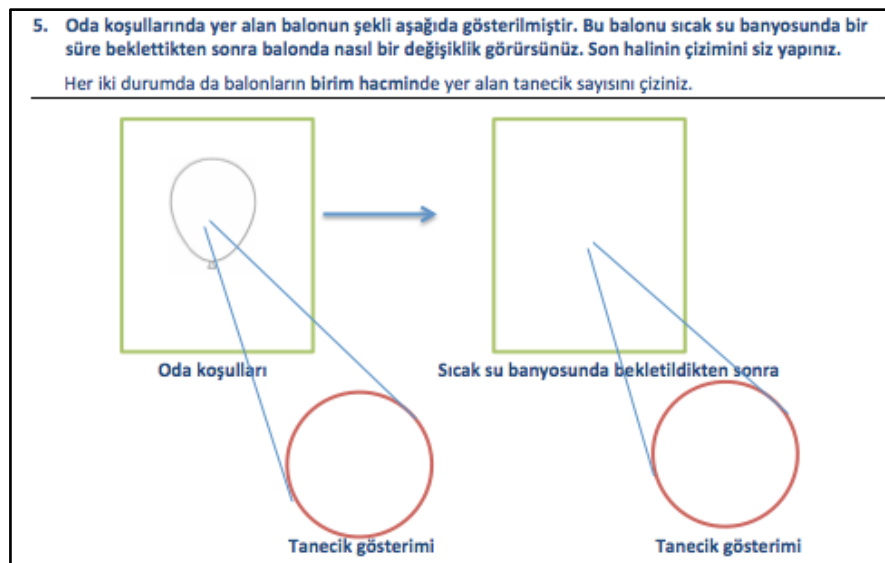 5. Oda koşullarında yer alan balonun şekli aşağıda gösterilmiştir. Bu balonu sıcak su banyosunda bir
süre beklettikten sonra balonda nasıl bir değişiklik görürsünüz. Son halinin çizimini siz yapınız.
Her iki durumda da balonların birim hacminde yer alan tanecik sayısını çiziniz.
Oda koşulları
Sıcak su banyosunda bekletildikten sonra
Tanecik gösterimi
Tanecik gösterimi